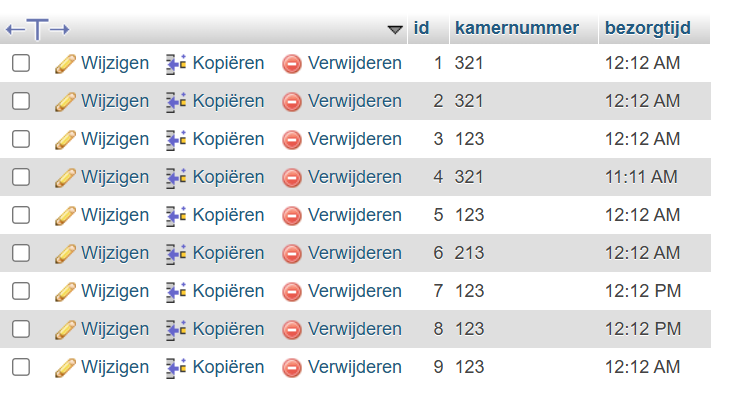 id kamernummer bezorgtijd
Wijzigen Kopiëren Verwijderen 1 321 12:12 AM
Wijzigen Kopiëren Verwijderen 2 321 12:12 AM
Wijzigen Kopiëren Verwijderen 3 123 12:12 AM
Wijzigen Kopiëren Verwijderen 4 321 11:11 AM
Wijzigen Kopiëren Verwijderen 5 123 12:12 AM
Wijzigen Kopiëren Verwijderen 6 213 12:12 AM
Wijzigen Kopiëren Verwijderen 7 123 12:12 PM
Wijzigen Kopiëren Verwijderen 8 123 12:12 PM
Wijzigen Kopiëren Verwijderen 9 123 12:12 AM